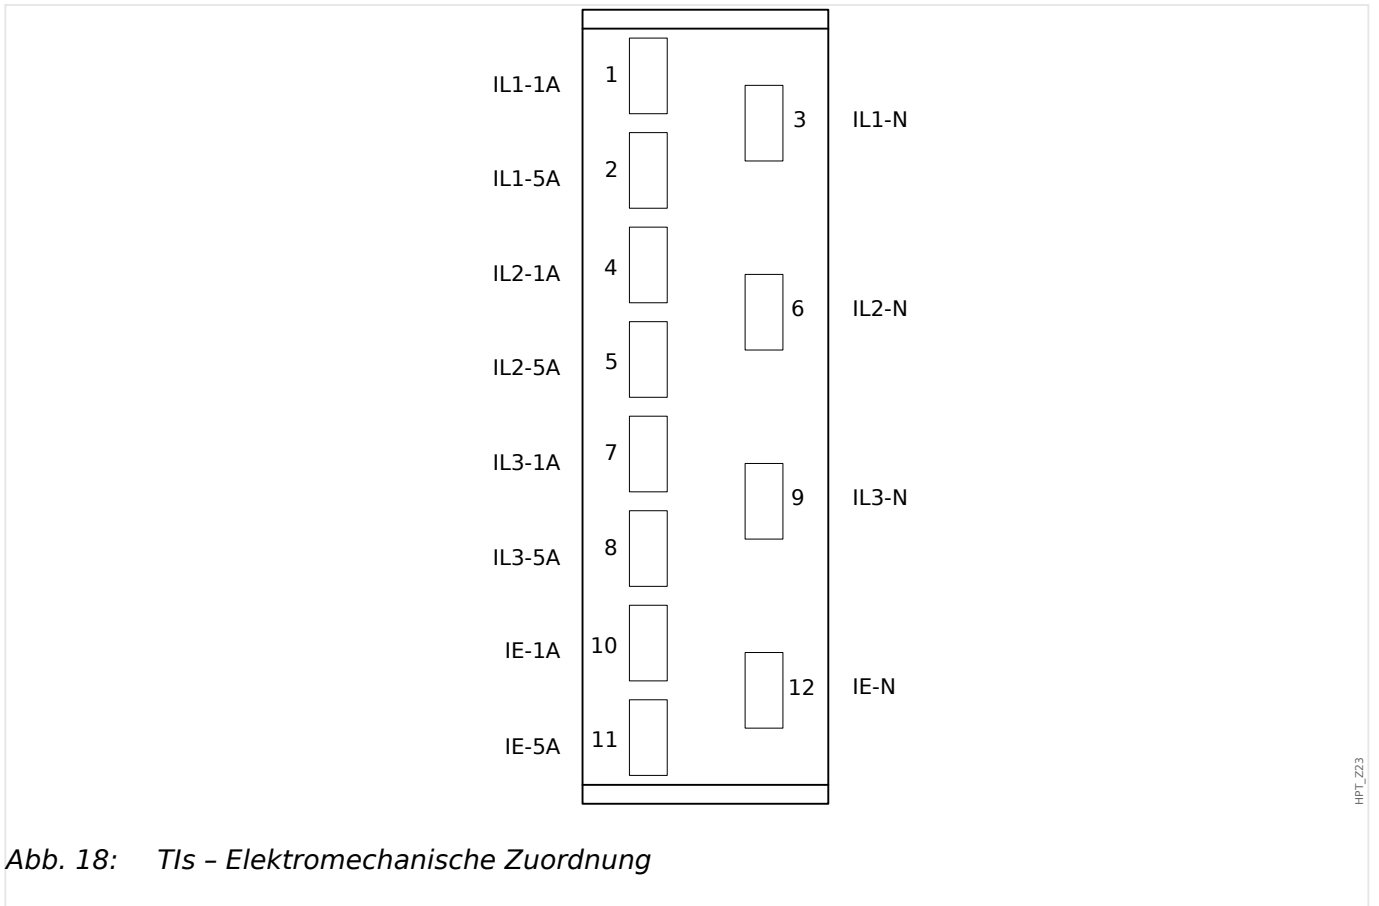 1
IL1-1A
3 IL1-N
2
IL1-5A
4
IL2-1A
6 IL2-N
5
IL2-5A
7
IL3-1A
9 IL3-N
8
IL3-5A
10
IE-1A
12 IE-N
11
IE-5A
HPT_Z23
Abb. 18: TIs – Elektromechanische Zuordnung